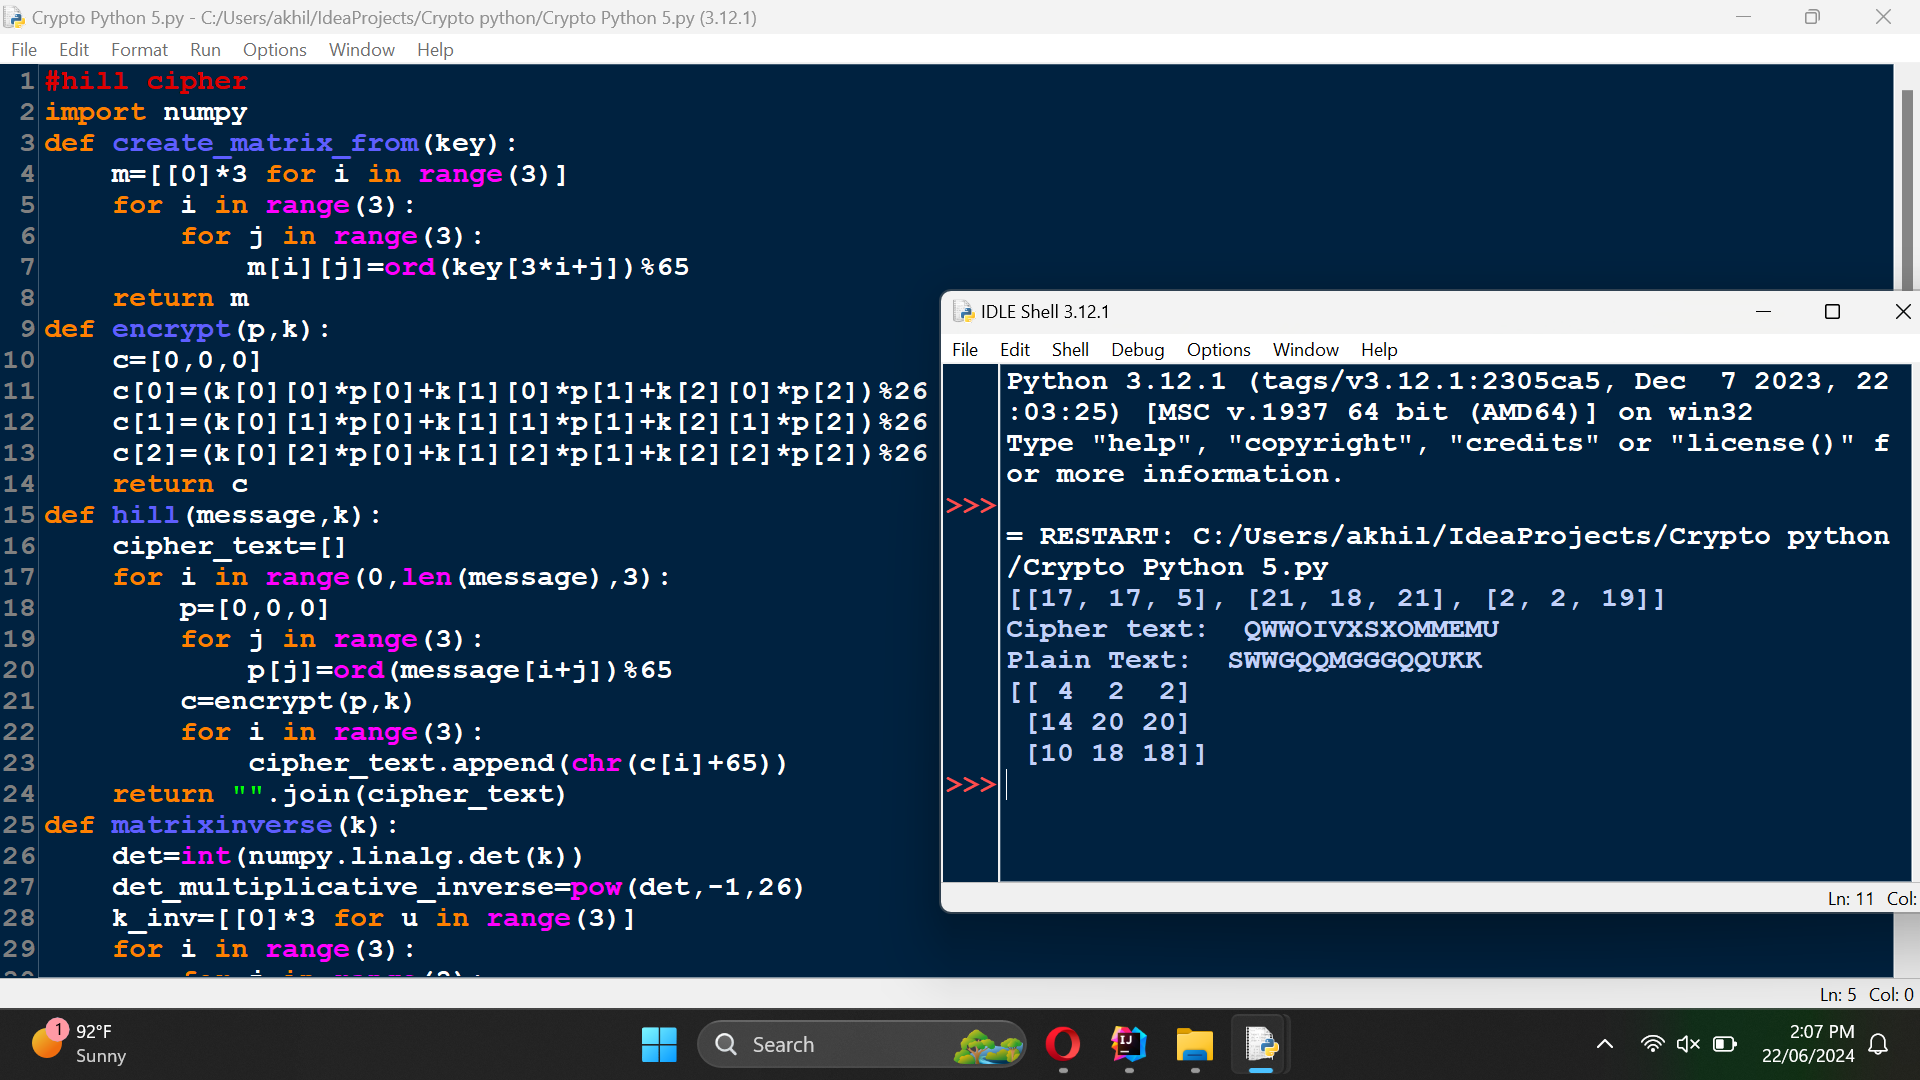 Crypto Python 5.py - C:/Users/akhil/IdeaProjects/Crypto python/Crypto Python 5.py (3.12.1)
File Edit Format Run Options Window Help
1 #hill cipher
2 import numpy
3 def create_matrix_from(key):
4     m=[[0]*3 for i in range(3)]
5     for i in range(3):
6         for j in range(3):
7             m[i][j]=ord(key[3*i+j])%65
8     return m
9 def encrypt(p,k):
10     c=[0,0,0]
11     c[0]=(k[0][0]*p[0]+k[1][0]*p[1]+k[2][0]*p[2])%26
12     c[1]=(k[0][1]*p[0]+k[1][1]*p[1]+k[2][1]*p[2])%26
13     c[2]=(k[0][2]*p[0]+k[1][2]*p[1]+k[2][2]*p[2])%26
14     return c
15 def hill(message,k):
16     cipher_text=[]
17     for i in range(0,len(message),3):
18         p=[0,0,0]
19         for j in range(3):
20             p[j]=ord(message[i+j])%65
21         c=encrypt(p,k)
22         for i in range(3):
23             cipher_text.append(chr(c[i]+65))
24     return "".join(cipher_text)
25 def matrixinverse(k):
26     det=int(numpy.linalg.det(k))
27     det_multiplicative_inverse=pow(det,-1,26)
28     k_inv=[[0]*3 for u in range(3)]
29     for i in range(3):
IDLE Shell 3.12.1
File Edit Shell Debug Options Window Help
Python 3.12.1 (tags/v3.12.1:2305ca5, Dec  7 2023, 22
:03:25) [MSC v.1937 64 bit (AMD64)] on win32
Type "help", "copyright", "credits" or "license()" f
or more information.
>>>
= RESTART: C:/Users/akhil/IdeaProjects/Crypto python
/Crypto Python 5.py
[[17, 17, 5], [21, 18, 21], [2, 2, 19]]
Cipher text:  QWWOIVXSXOMMEMU
Plain Text:  SWWGQQMGGGQQUKK
[[ 4  2  2]
 [14 20 20]
 [10 18 18]]
>>>
Ln: 11 Col:
Ln: 5 Col: 0
1
92°F
Sunny
Search
IJ
2:07 PM
22/06/2024